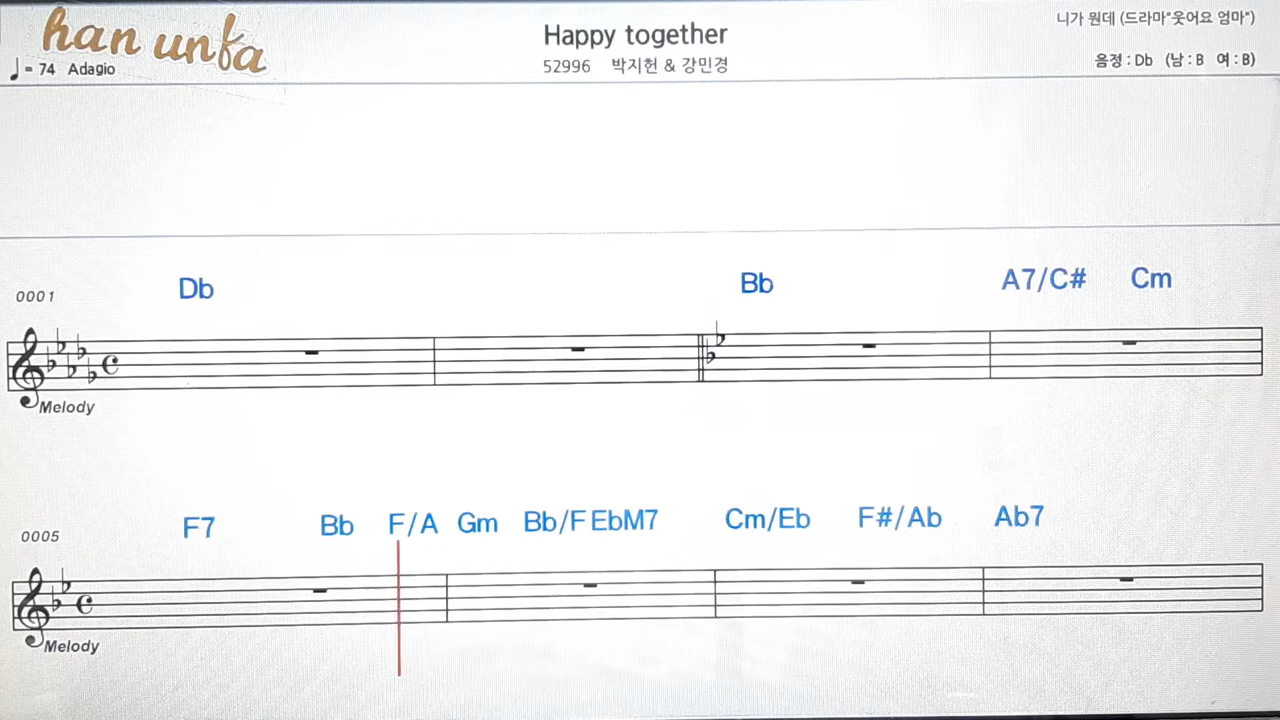 han unfa
니가 뭔데 (드라마"웃어요 엄마")
Happy together
♩= 74 Adagio
52996 박지헌 & 강민경
음정 : Db (남 : B 여 : B)
0001 Db Bb A7/C# Cm
Melody
0005 F7 Bb F/A Gm Bb/F EbM7 Cm/Eb F#/Ab Ab7
Melody